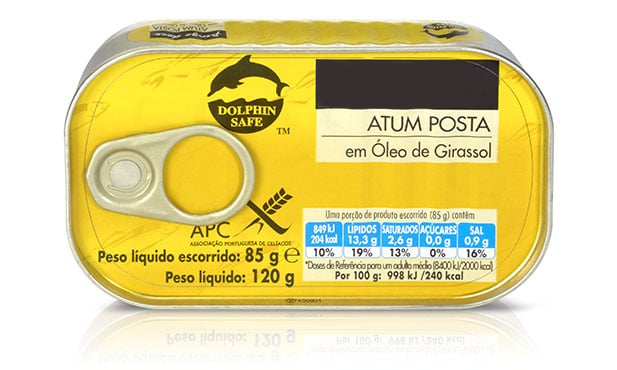 ATUM POSTA
DOLPHIN
SAFE
TM
ATUM POSTA
em Óleo de Girassol
APC
ASSOCIAÇÃO PORTUGUESA DE CELÍACOS
Peso líquido escorrido: 85 g e
Peso líquido: 120 g
Uma porção de produto escorrido (85 g) contém
849 kJ LÍPIDOS SATURADOS AÇÚCARES SAL
204 kcal 13,3 g 2,6 g 0,0 g 0,9 g
10% 19% 13% 0% 16%
*Doses de Referência para um adulto médio (8400 kJ/2000 kcal)
Por 100 g: 998 kJ /240 kcal